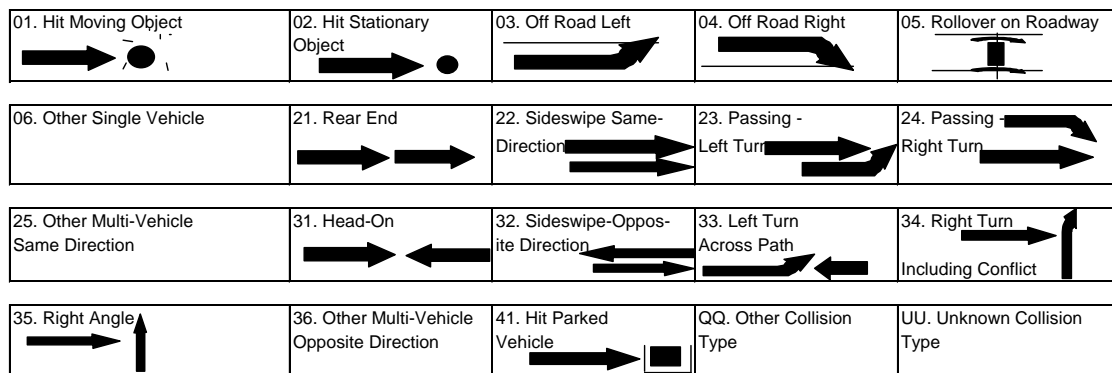 01. Hit Moving Object
02. Hit Stationary
Object
03. Off Road Left
04. Off Road Right
05. Rollover on Roadway
06. Other Single Vehicle
21. Rear End
22. Sideswipe Same-
Direction
23. Passing -
Left Turn
24. Passing -
Right Turn
25. Other Multi-Vehicle
Same Direction
31. Head-On
32. Sideswipe-Oppos-
ite Direction
33. Left Turn
Across Path
34. Right Turn
Including Conflict
35. Right Angle
36. Other Multi-Vehicle
Opposite Direction
41. Hit Parked
Vehicle
QQ. Other Collision
Type
UU. Unknown Collision
Type